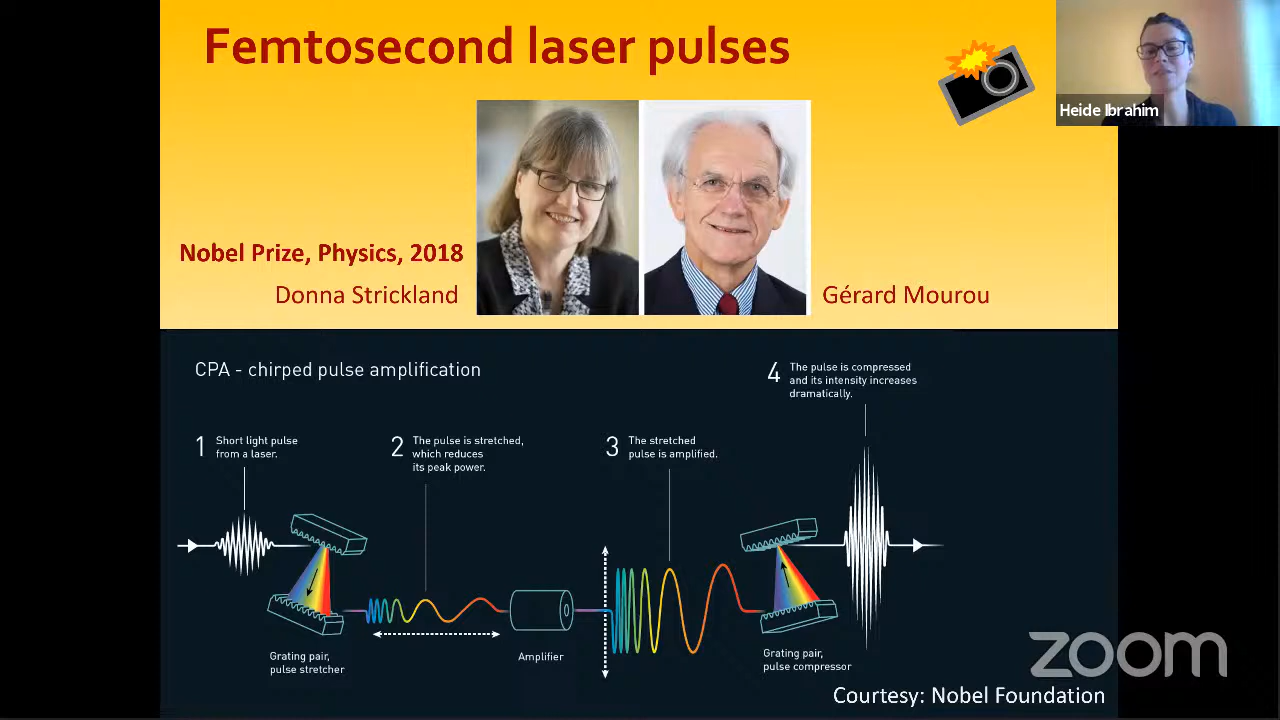 Femtosecond laser pulses
Heide Ibrahim
Nobel Prize, Physics, 2018
Donna Strickland
Gérard Mourou
CPA - chirped pulse amplification
1 Short light pulse
from a laser.
2 The pulse is stretched,
which reduces
its peak power.
3 The stretched
pulse is amplified.
4 The pulse is compressed
and its intensity increases
dramatically.
Grating pair,
pulse stretcher
Amplifier
Grating pair,
pulse compressor
zoom
Courtesy: Nobel Foundation